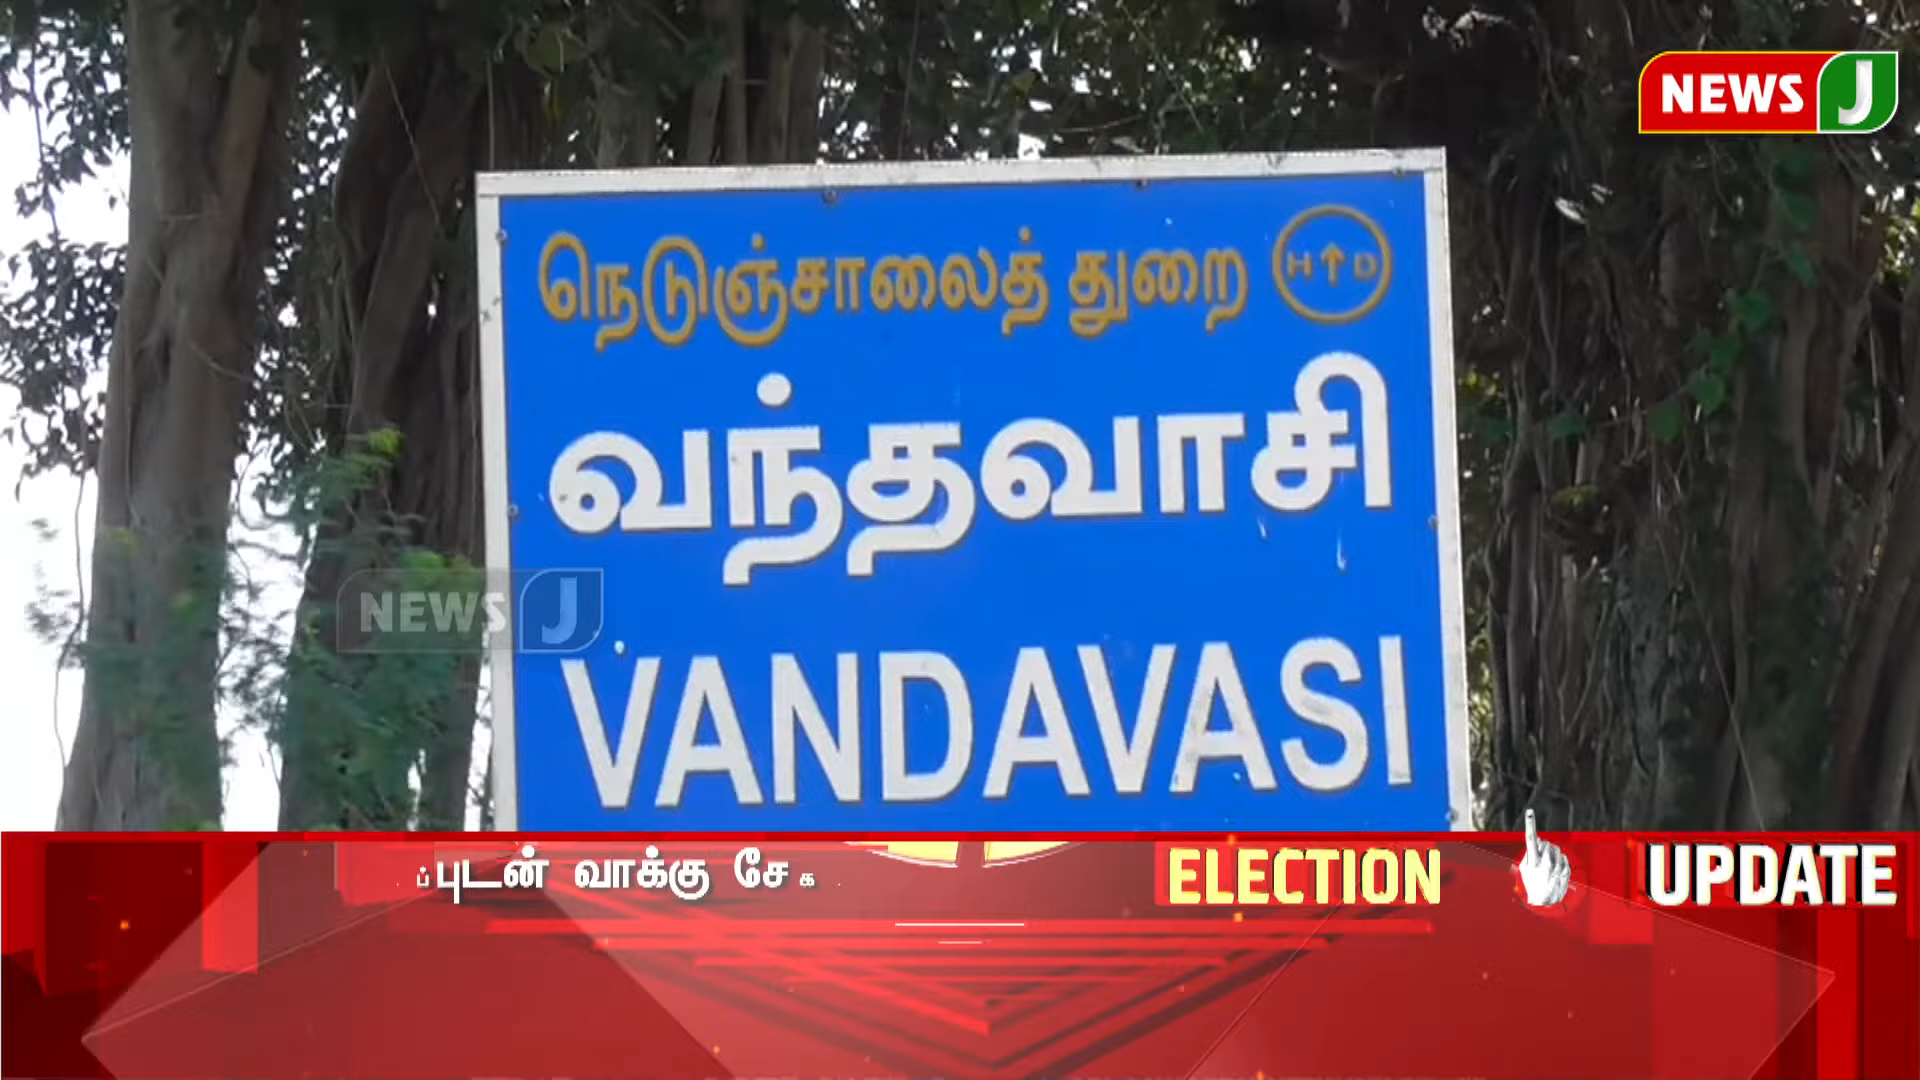 NEWS J
நெடுஞ்சாலைத் துறை H D
வந்தவாசி
NEWS J
VANDAVASI
புடன் வாக்கு சேக
ELECTION UPDATE